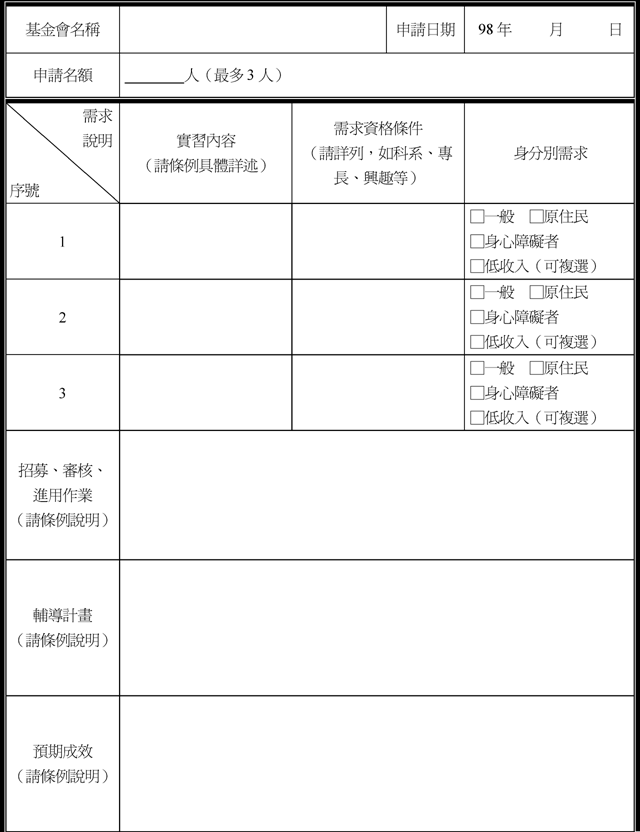 基金會名稱
申請日期
98年 月 日
申請名額
______人（最多3人）
需求
說明
序號
實習內容
（請條例具體詳述）
需求資格條件
（請詳列，如科系、專
長、興趣等）
身分別需求
1
□一般 □原住民
□身心障礙者
□低收入（可複選）
2
□一般 □原住民
□身心障礙者
□低收入（可複選）
3
□一般 □原住民
□身心障礙者
□低收入（可複選）
招募、審核、
進用作業
（請條例說明）
輔導計畫
（請條例說明）
預期成效
（請條例說明）